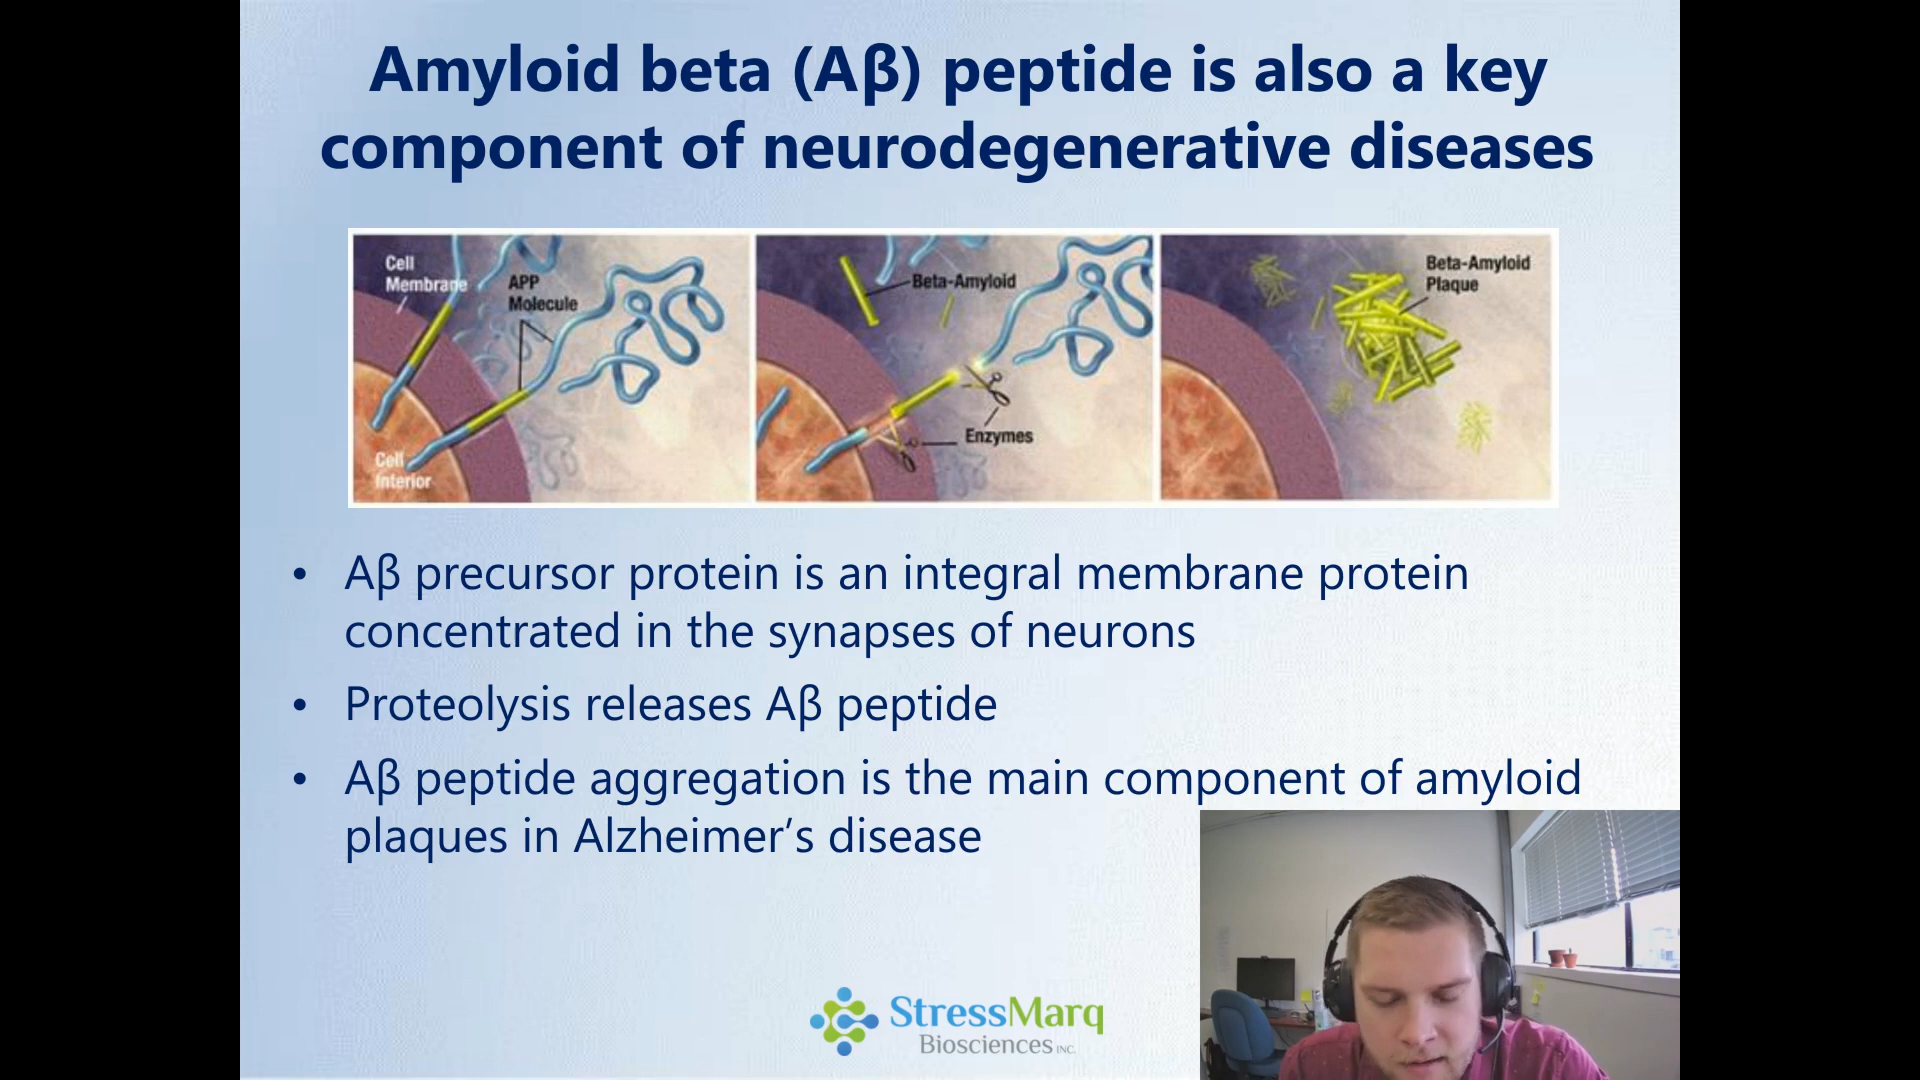 Amyloid beta (Aβ) peptide is also a key
component of neurodegenerative diseases
Cell
Membrane
APP
Molecule
Cell
Interior
Beta-Amyloid
Enzymes
Beta-Amyloid
Plaque
• Aβ precursor protein is an integral membrane protein
concentrated in the synapses of neurons
• Proteolysis releases Aβ peptide
• Aβ peptide aggregation is the main component of amyloid
plaques in Alzheimer’s disease
StressMarq
Biosciences INC.